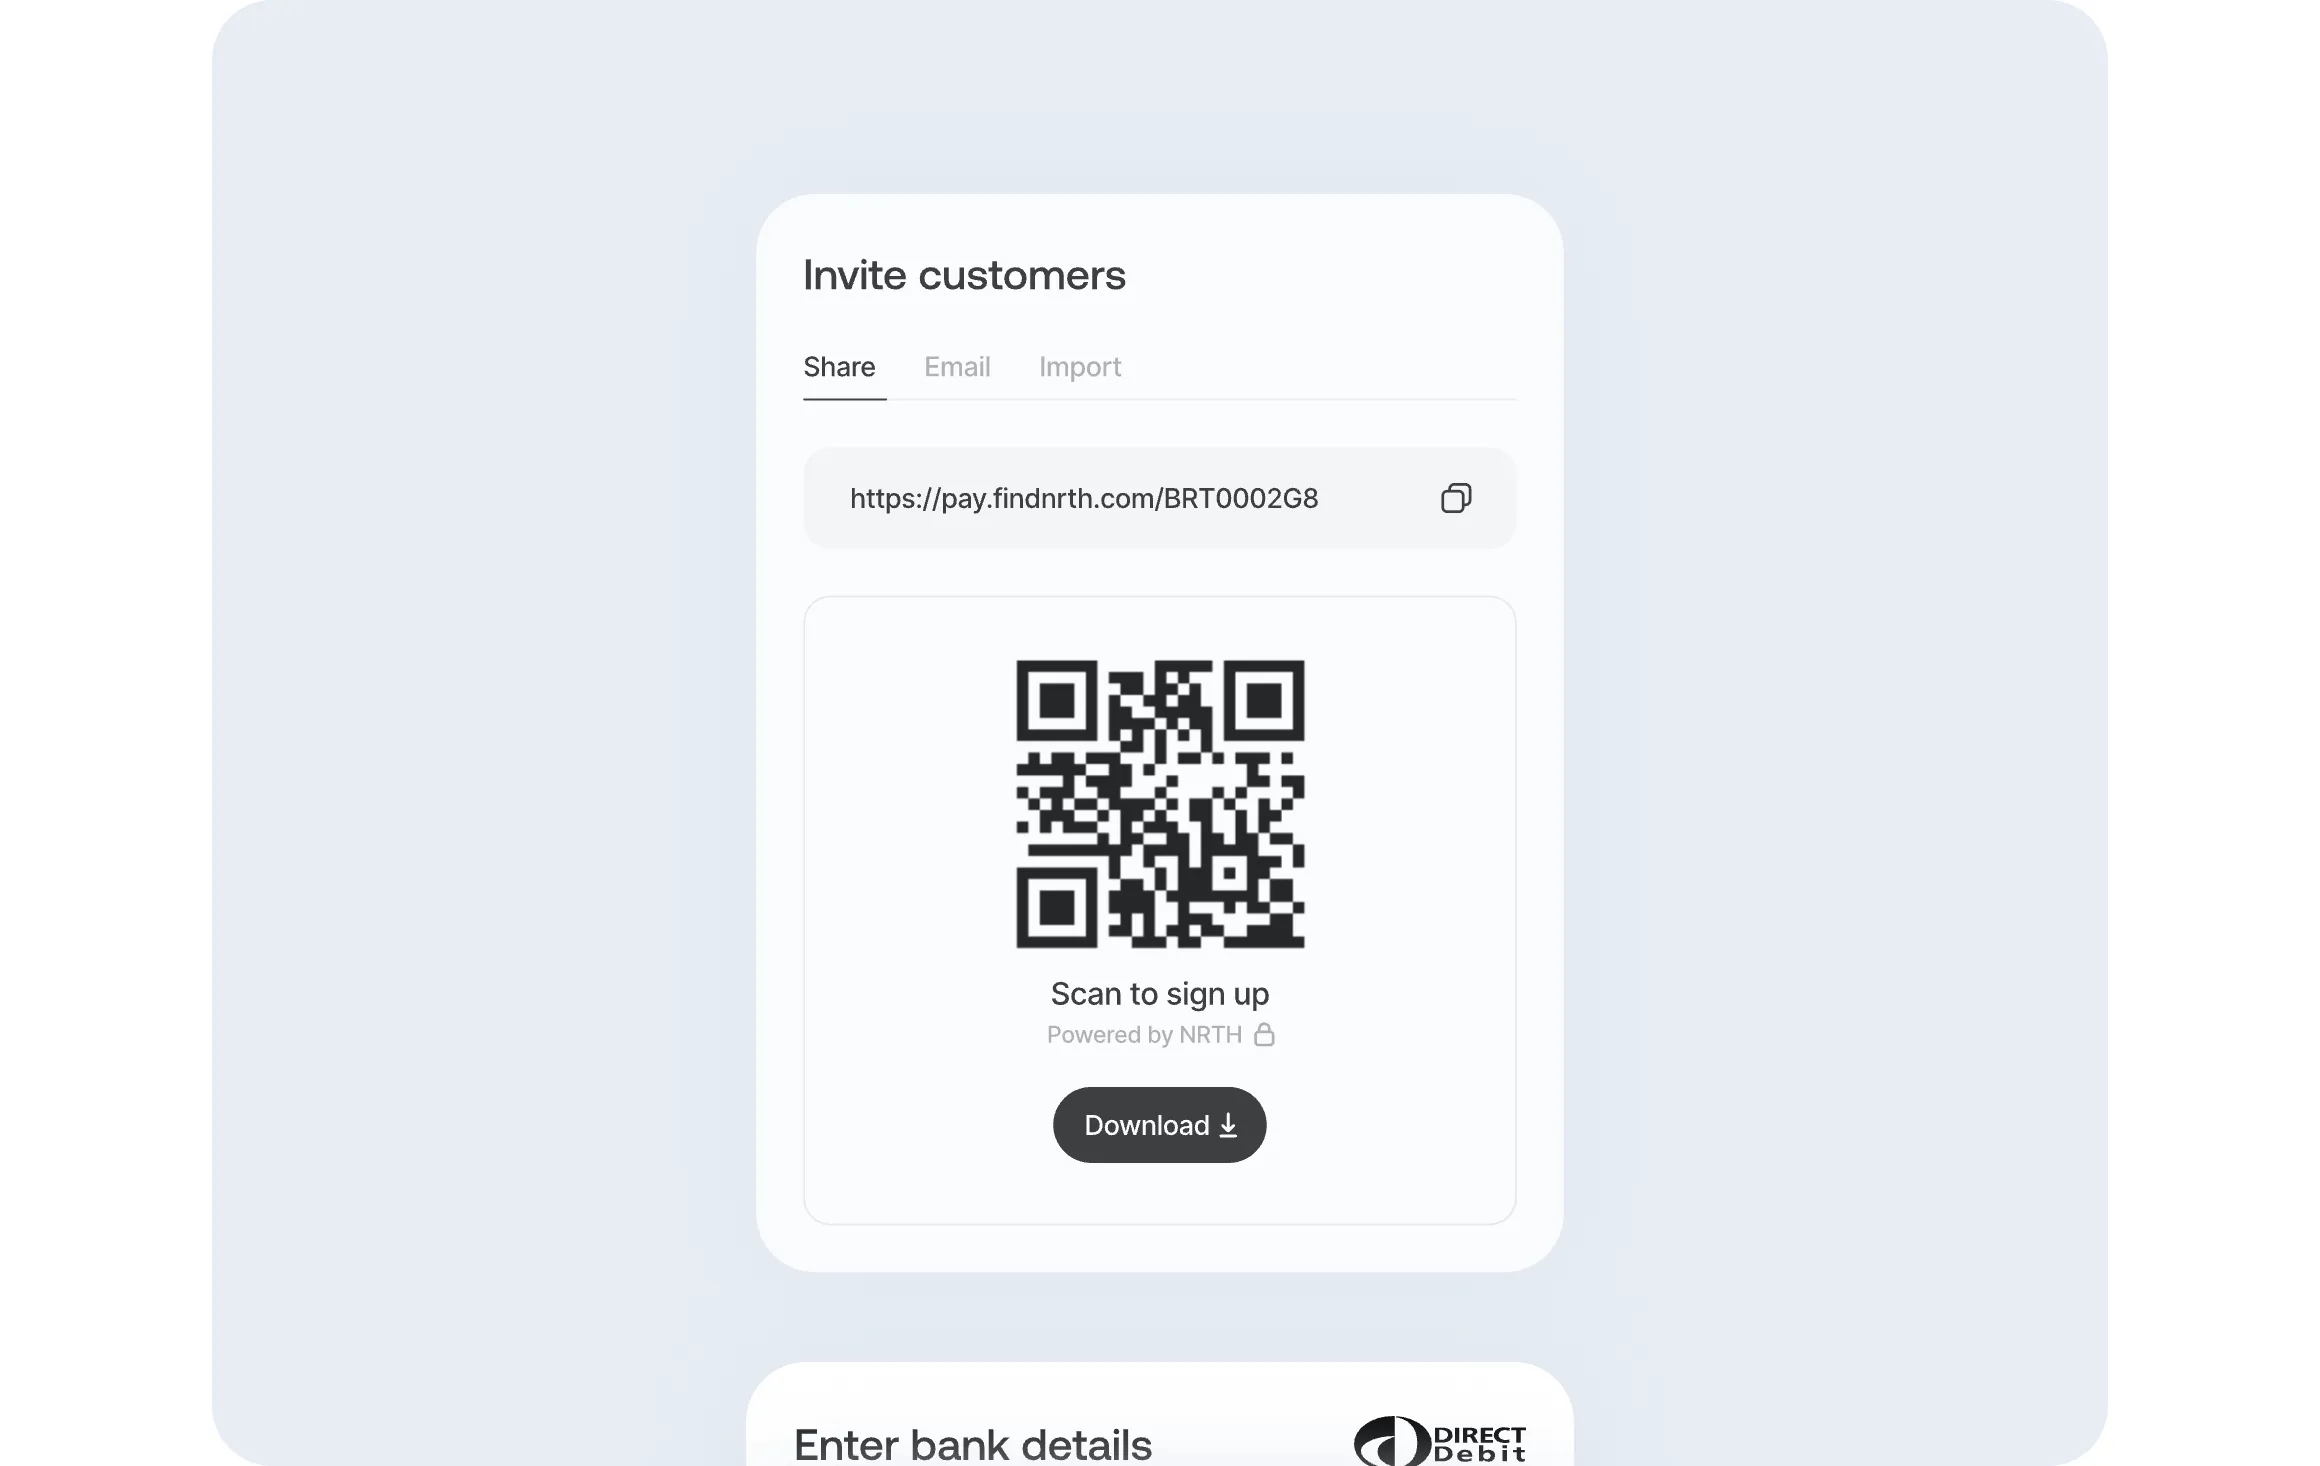 Invite customers
Share Email Import
https://pay.findnrth.com/BRT0002G8
Scan to sign up
Powered by NRTH
Download
Enter bank details
DIRECT
Debit